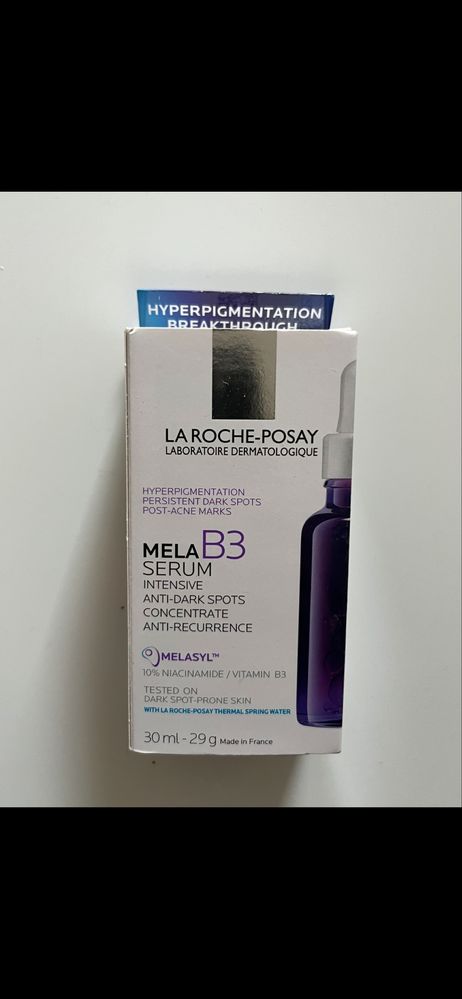 HYPERPIGMENTATION
BREAKTHROUGH
LA ROCHE-POSAY
LABORATOIRE DERMATOLOGIQUE
HYPERPIGMENTATION
PERSISTENT DARK SPOTS
POST-ACNE MARKS
MELA B3
SERUM
INTENSIVE
ANTI-DARK SPOTS
CONCENTRATE
ANTI-RECURRENCE
MELASYL™
10% NIACINAMIDE / VITAMIN B3
TESTED ON
DARK SPOT-PRONE SKIN
WITH LA ROCHE-POSAY THERMAL SPRING WATER
30 ml - 29 g Made in France